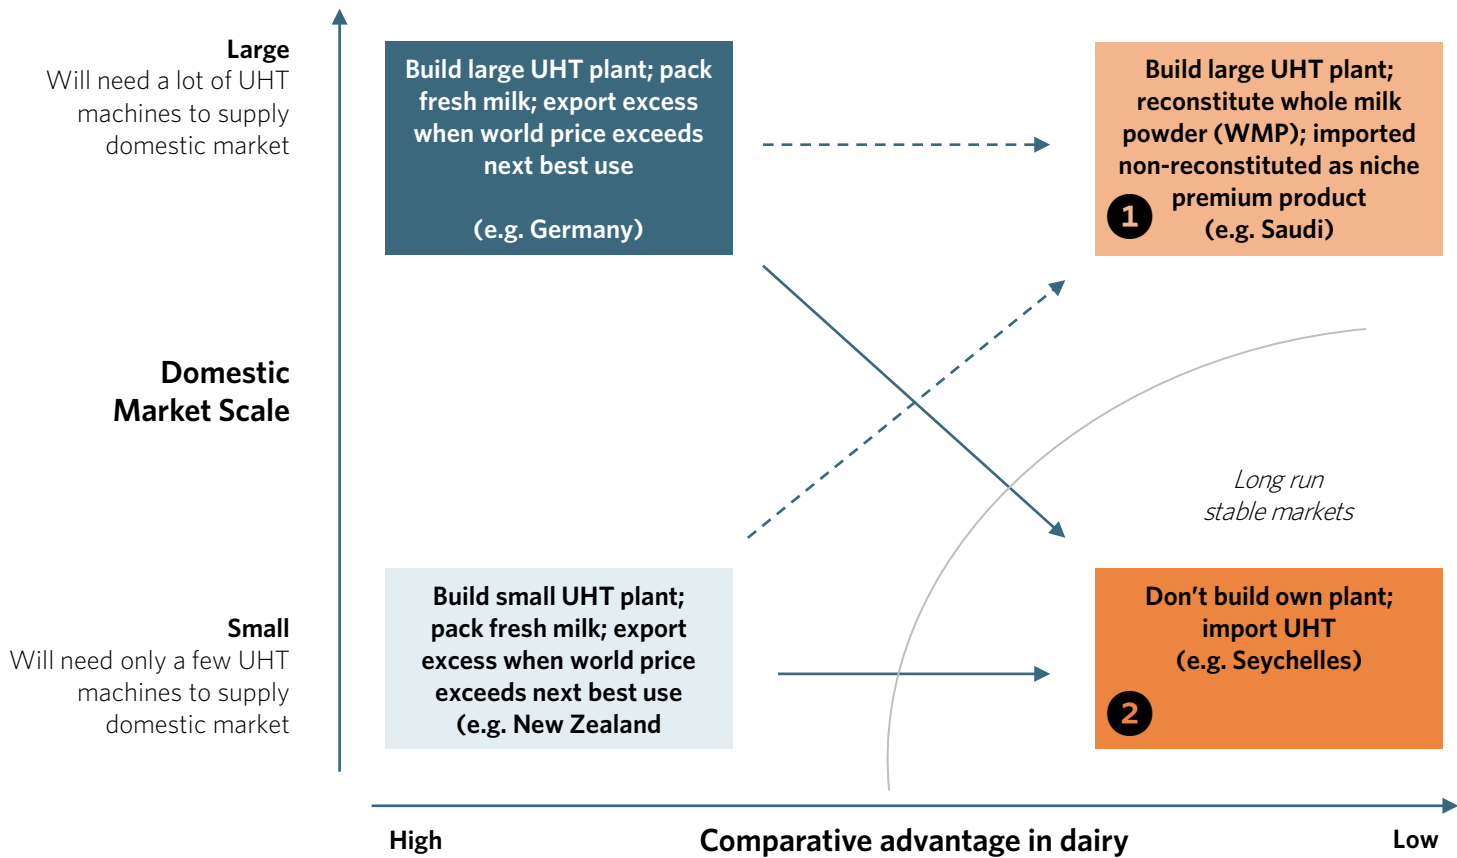 Large
Will need a lot of UHT
machines to supply
domestic market
Build large UHT plant; pack
fresh milk; export excess
when world price exceeds
next best use
(e.g. Germany)
Build large UHT plant;
reconstitute whole milk
powder (WMP); imported
non-reconstituted as niche
premium product
(e.g. Saudi)
1
Domestic
Market Scale
Long run
stable markets
Small
Will need only a few UHT
machines to supply
domestic market
Build small UHT plant;
pack fresh milk; export
excess when world price
exceeds next best use
(e.g. New Zealand
Don't build own plant;
import UHT
(e.g. Seychelles)
2
High
Comparative advantage in dairy
Low